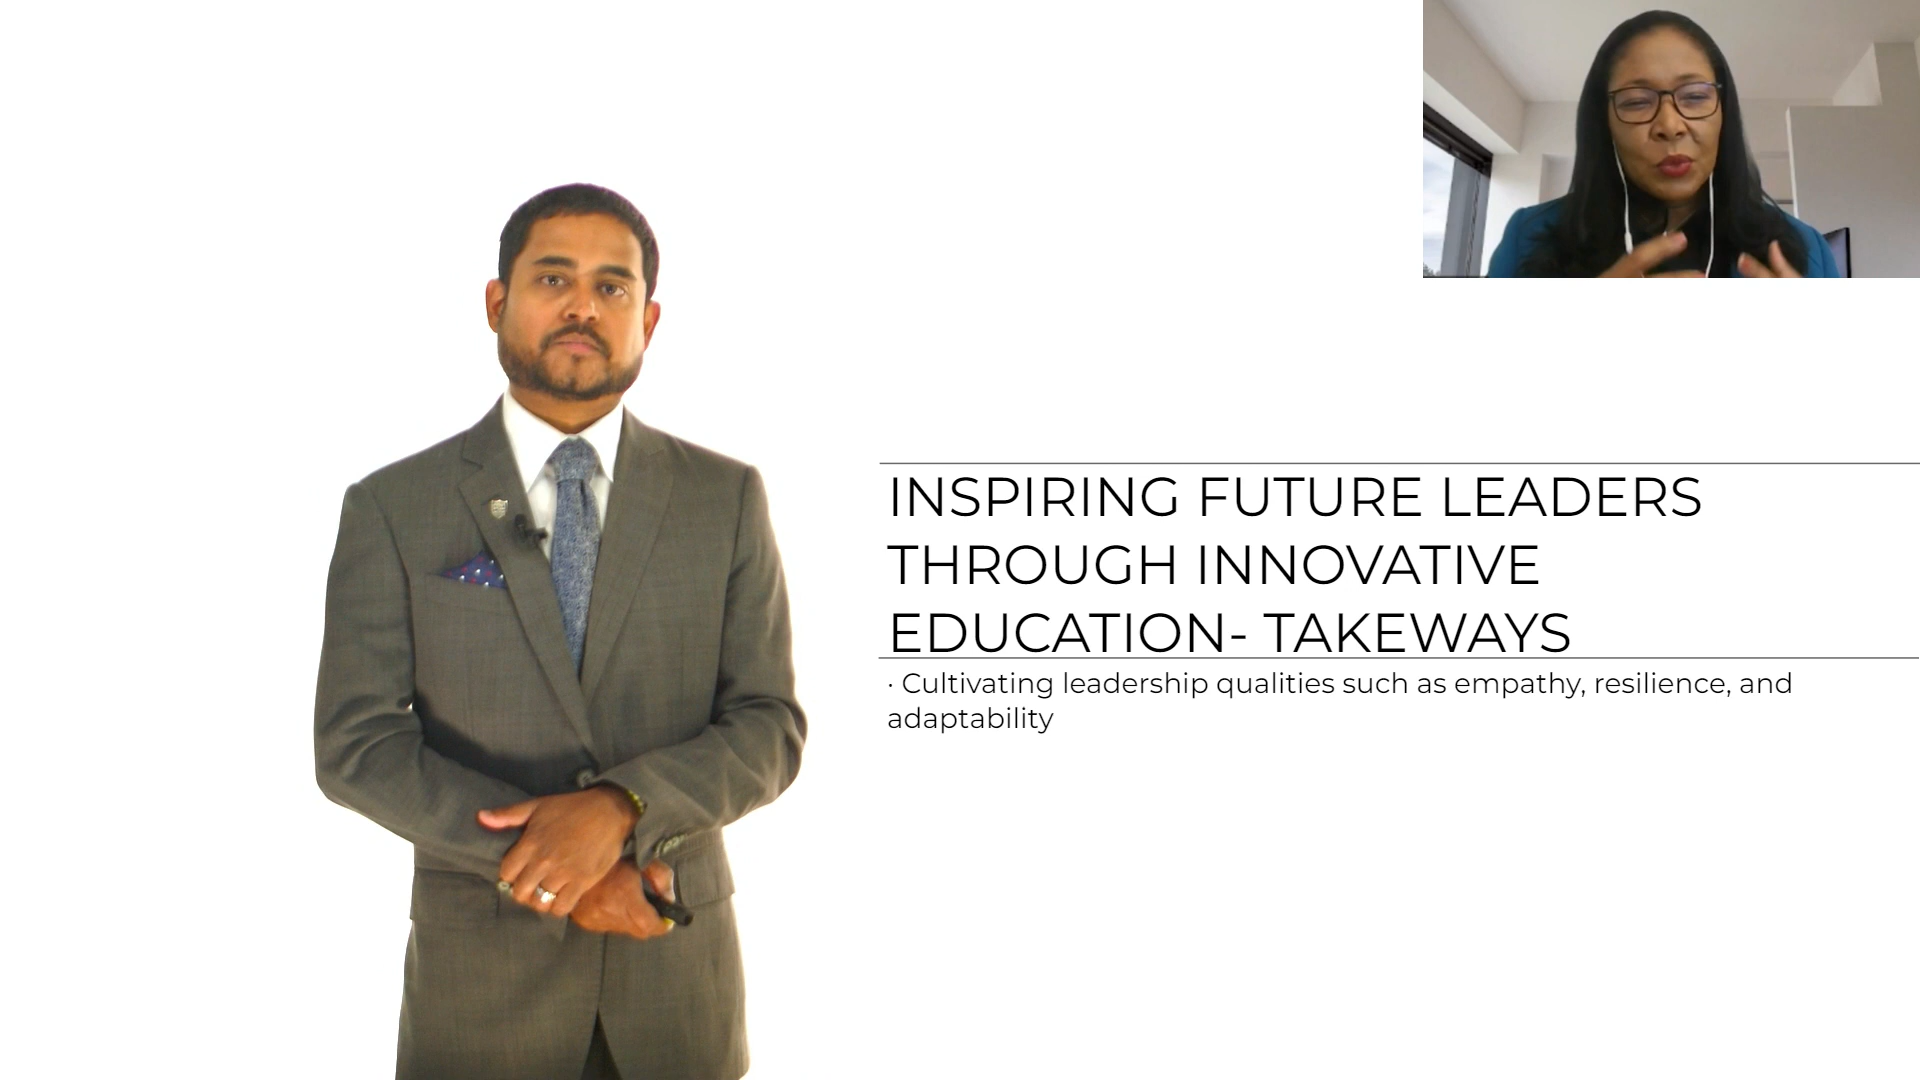 INSPIRING FUTURE LEADERS
THROUGH INNOVATIVE
EDUCATION- TAKEWAYS
· Cultivating leadership qualities such as empathy, resilience, and
adaptability